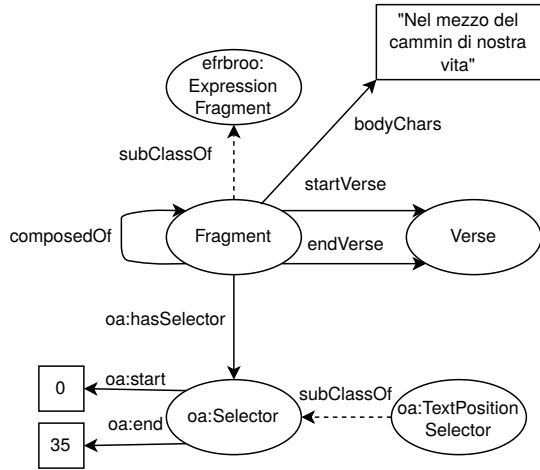 "Nel mezzo del
cammin di nostra
vita"
efrbroo:
Expression
Fragment
bodyChars
subClassOf
startVerse
composedOf
Fragment
Verse
endVerse
oa:hasSelector
0
oa:start
subClassOf
oa:Selector
oa:TextPosition
Selector
oa:end
35